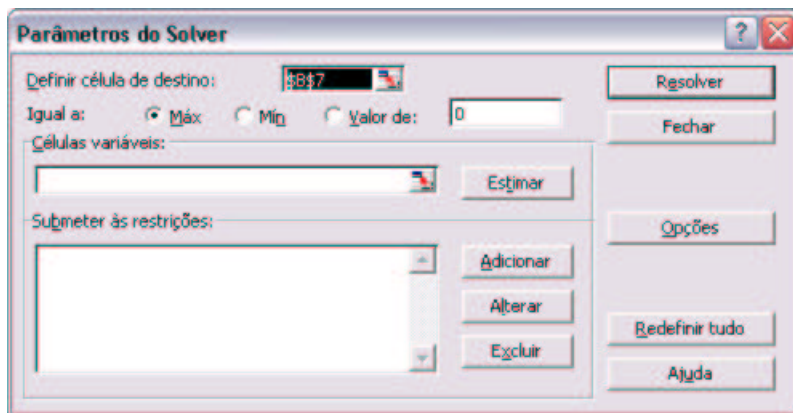 Parâmetros do Solver ?
Definir célula de destino: $B$7 Resolver
Igual a: Máx Mín Valor de: 0 Fechar
Células variáveis:
Estimar
Submeter às restrições: Opções
Adicionar
Alterar
Redefinir tudo
Excluir
Ajuda